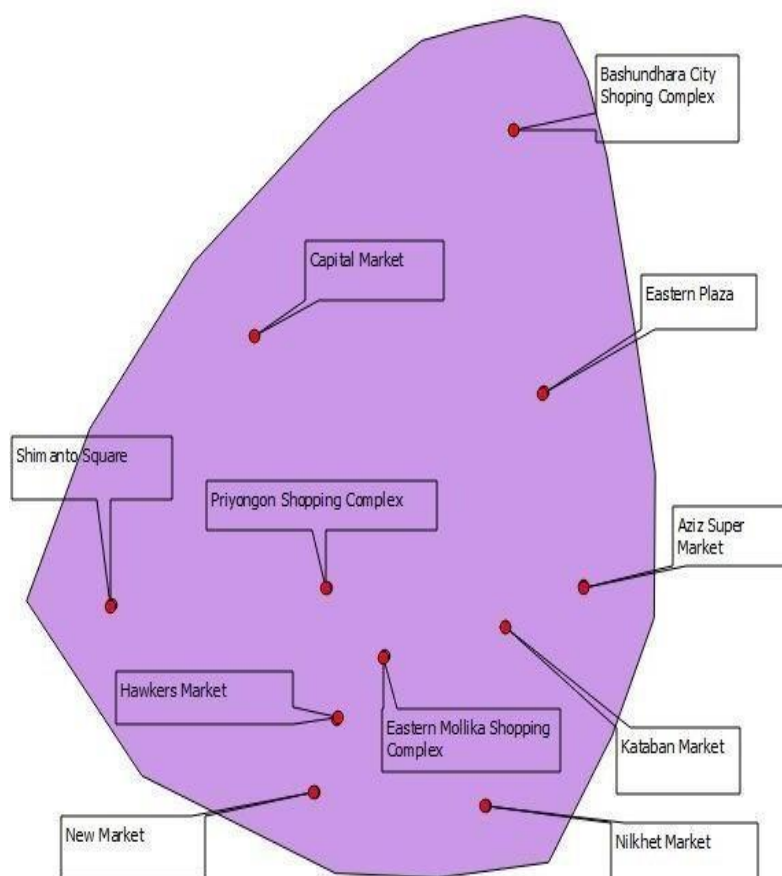 Bashundhara City
Shoping Complex
Capital Market
Eastern Plaza
Shimanto Square
Priyongon Shopping Complex
Aziz Super
Market
Hawkers Market
Eastern Mollika Shopping
Complex
Kataban Market
New Market
Nilkhet Market